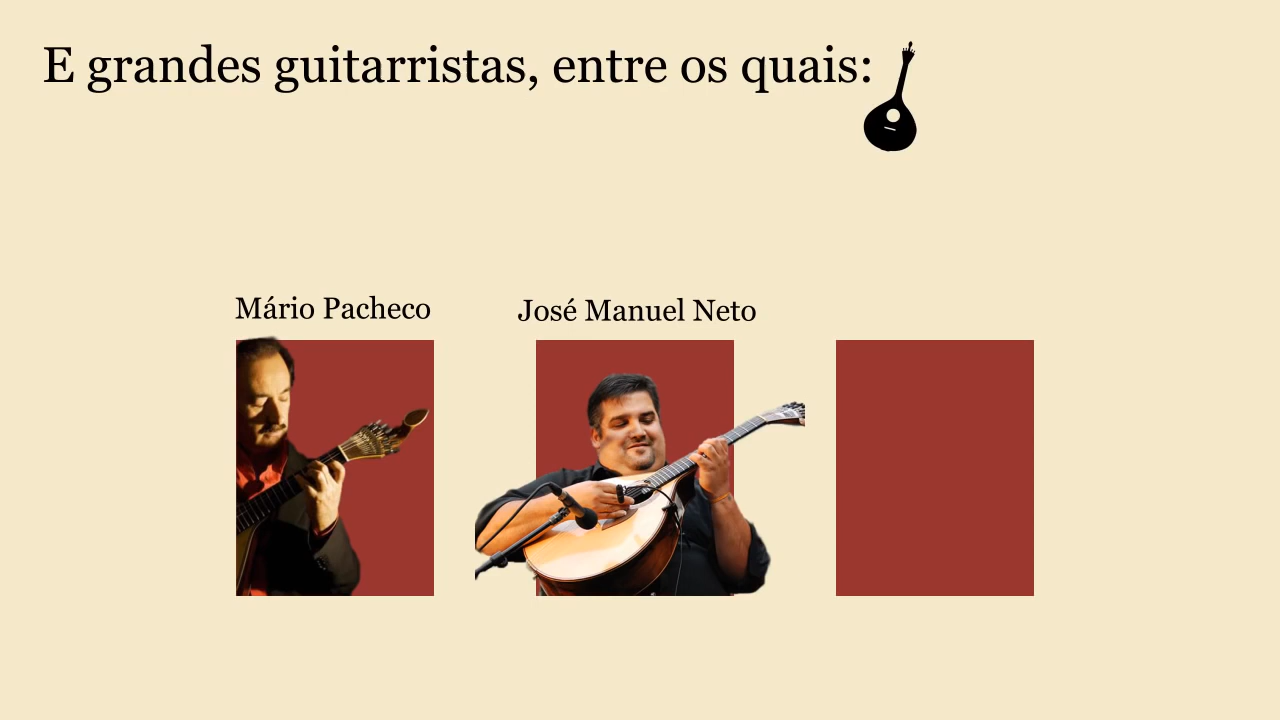 E grandes guitarristas, entre os quais:
Mário Pacheco
José Manuel Neto